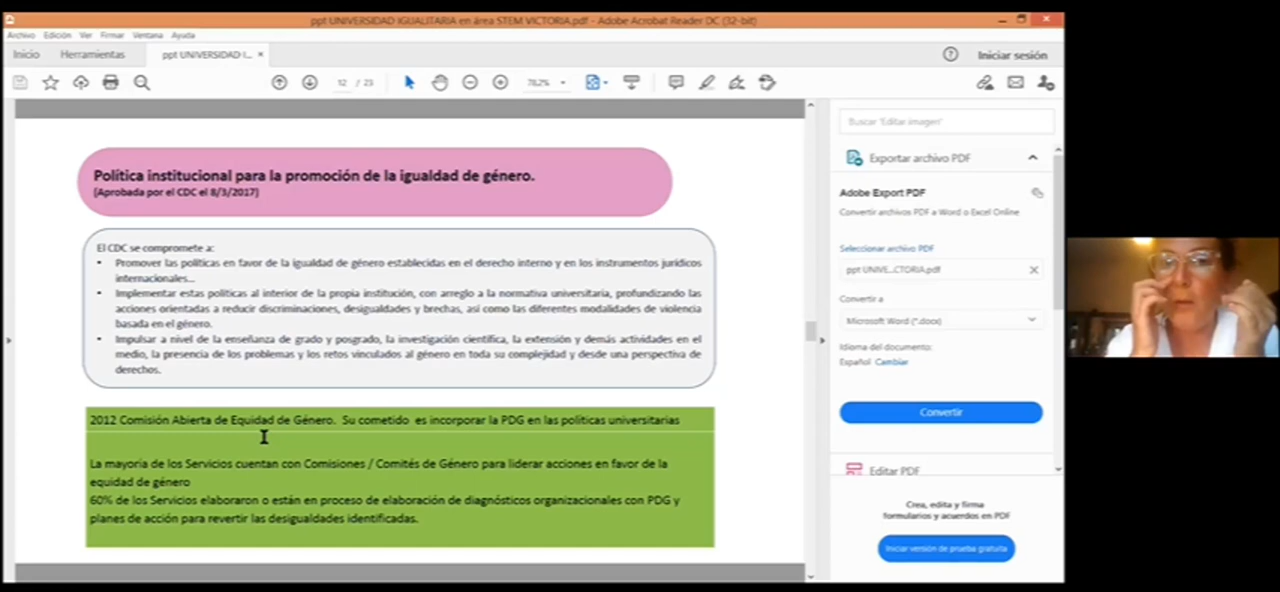 ppt UNIVERSIDAD IGUALITARIA en área STEM VICTORIA.pdf - Adobe Acrobat Reader DC (32-bit)
Archivo Edición Ver Firmar Ventana Ayuda
Inicio Herramientas ppt UNIVERSIDAD I... × Iniciar sesión
12 / 23 78,2%
Buscar 'Editar imagen'
Exportar archivo PDF
Adobe Export PDF
Convertir archivos PDF a Word o Excel Online
Seleccionar archivo PDF
ppt UNIVE...CTORIA.pdf
Convertir a
Microsoft Word (*.docx)
Idioma del documento:
Español Cambiar
Convertir
Editar PDF
Crea, edita y firma
formularios y acuerdos en PDF
Iniciar versión de prueba gratuita
Política institucional para la promoción de la igualdad de género.
(Aprobada por el CDC el 8/3/2017)
El CDC se compromete a:
• Promover las políticas en favor de la igualdad de género establecidas en el derecho interno y en los instrumentos jurídicos
internacionales...
• Implementar estas políticas al interior de la propia institución, con arreglo a la normativa universitaria, profundizando las
acciones orientadas a reducir discriminaciones, desigualdades y brechas, así como las diferentes modalidades de violencia
basada en el género.
• Impulsar a nivel de la enseñanza de grado y posgrado, la investigación científica, la extensión y demás actividades en el
medio, la presencia de los problemas y los retos vinculados al género en toda su complejidad y desde una perspectiva de
derechos.
2012 Comisión Abierta de Equidad de Género. Su cometido es incorporar la PDG en las políticas universitarias
La mayoría de los Servicios cuentan con Comisiones / Comités de Género para liderar acciones en favor de la
equidad de género
60% de los Servicios elaboraron o están en proceso de elaboración de diagnósticos organizacionales con PDG y
planes de acción para revertir las desigualdades identificadas.